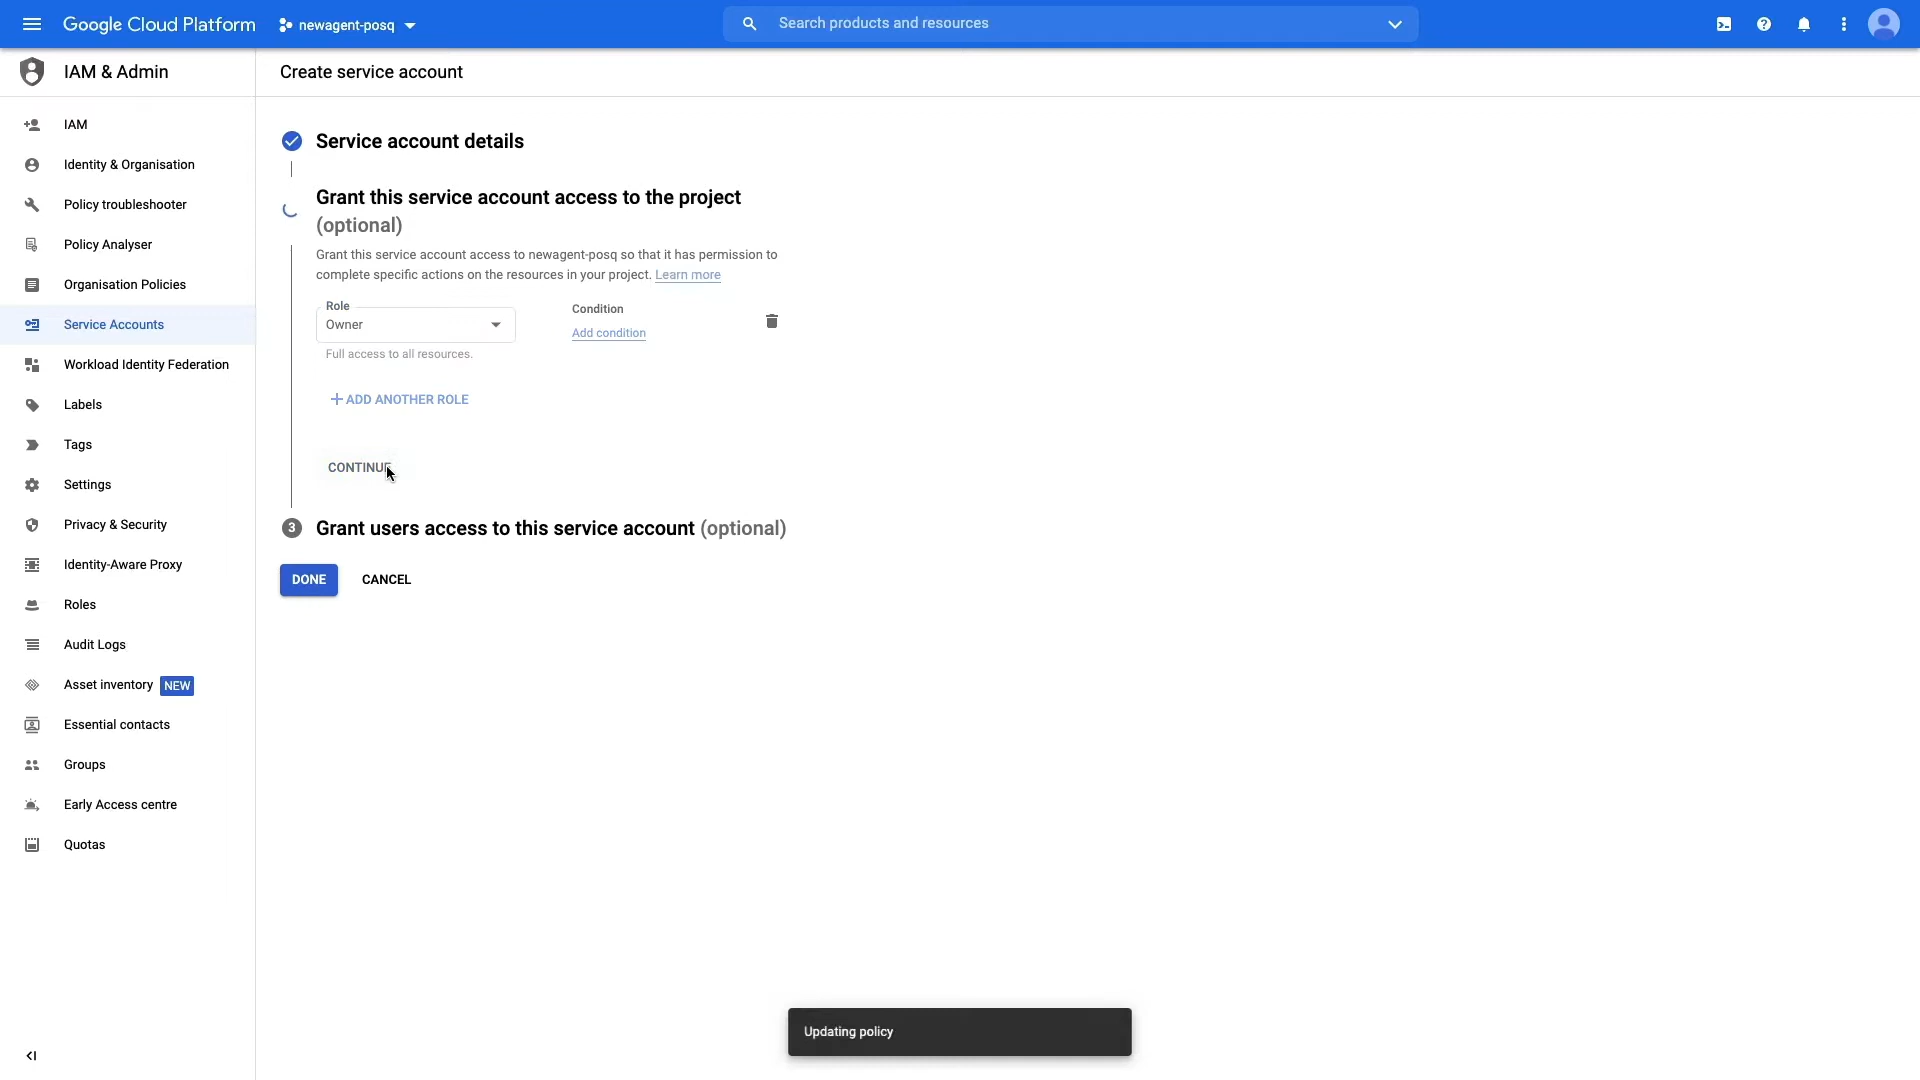 Google Cloud Platform
newagent-posq
Search products and resources
IAM & Admin
Create service account
IAM
Identity & Organisation
Policy troubleshooter
Policy Analyser
Organisation Policies
Service Accounts
Workload Identity Federation
Labels
Tags
Settings
Privacy & Security
Identity-Aware Proxy
Roles
Audit Logs
Asset inventory NEW
Essential contacts
Groups
Early Access centre
Quotas
Service account details
Grant this service account access to the project
(optional)
Grant this service account access to newagent-posq so that it has permission to
complete specific actions on the resources in your project. Learn more
Role
Owner
Full access to all resources.
Condition
Add condition
ADD ANOTHER ROLE
CONTINUE
3 Grant users access to this service account (optional)
DONE
CANCEL
Updating policy